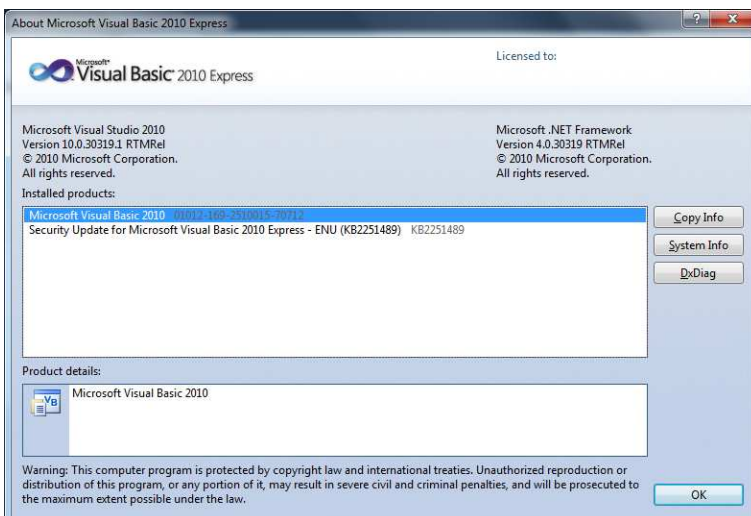 About Microsoft Visual Basic 2010 Express
Licensed to:
Microsoft®
Visual Basic® 2010 Express
Microsoft Visual Studio 2010
Version 10.0.30319.1 RTMRel
© 2010 Microsoft Corporation.
All rights reserved.
Microsoft .NET Framework
Version 4.0.30319 RTMRel
© 2010 Microsoft Corporation.
All rights reserved.
Installed products:
Microsoft Visual Basic 2010 01012-169-2510015-70712
Security Update for Microsoft Visual Basic 2010 Express - ENU (KB2251489) KB2251489
Copy Info
System Info
DxDiag
Product details:
VB
Microsoft Visual Basic 2010
Warning: This computer program is protected by copyright law and international treaties. Unauthorized reproduction or
distribution of this program, or any portion of it, may result in severe civil and criminal penalties, and will be prosecuted to
the maximum extent possible under the law.
OK